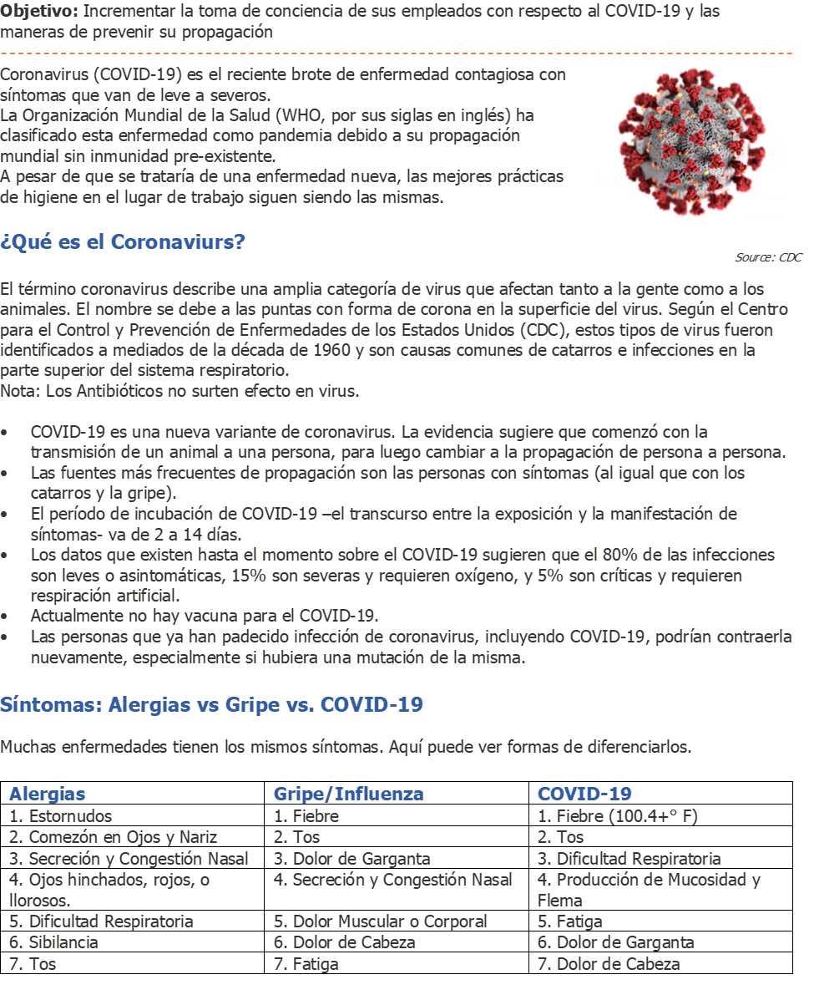 Objetivo: Incrementar la toma de conciencia de sus empleados con respecto al COVID-19 y las
maneras de prevenir su propagación
Coronavirus (COVID-19) es el reciente brote de enfermedad contagiosa con
síntomas que van de leve a severos.
La Organización Mundial de la Salud (WHO, por sus siglas en inglés) ha
clasificado esta enfermedad como pandemia debido a su propagación
mundial sin inmunidad pre-existente.
A pesar de que se trataría de una enfermedad nueva, las mejores prácticas
de higiene en el lugar de trabajo siguen siendo las mismas.
¿Qué es el Coronaviurs?
Source: CDC
El término coronavirus describe una amplia categoría de virus que afectan tanto a la gente como a los
animales. El nombre se debe a las puntas con forma de corona en la superficie del virus. Según el Centro
para el Control y Prevención de Enfermedades de los Estados Unidos (CDC), estos tipos de virus fueron
identificados a mediados de la década de 1960 y son causas comunes de catarros e infecciones en la
parte superior del sistema respiratorio.
Nota: Los Antibióticos no surten efecto en virus.
• COVID-19 es una nueva variante de coronavirus. La evidencia sugiere que comenzó con la
transmisión de un animal a una persona, para luego cambiar a la propagación de persona a persona.
• Las fuentes más frecuentes de propagación son las personas con síntomas (al igual que con los
catarros y la gripe).
• El período de incubación de COVID-19 –el transcurso entre la exposición y la manifestación de
síntomas- va de 2 a 14 días.
• Los datos que existen hasta el momento sobre el COVID-19 sugieren que el 80% de las infecciones
son leves o asintomáticas, 15% son severas y requieren oxígeno, y 5% son críticas y requieren
respiración artificial.
• Actualmente no hay vacuna para el COVID-19.
• Las personas que ya han padecido infección de coronavirus, incluyendo COVID-19, podrían contraerla
nuevamente, especialmente si hubiera una mutación de la misma.
Síntomas: Alergias vs Gripe vs. COVID-19
Muchas enfermedades tienen los mismos síntomas. Aquí puede ver formas de diferenciarlos.
Alergias Gripe/Influenza COVID-19
1. Estornudos 1. Fiebre 1. Fiebre (100.4+° F)
2. Comezón en Ojos y Nariz 2. Tos 2. Tos
3. Secreción y Congestión Nasal 3. Dolor de Garganta 3. Dificultad Respiratoria
4. Ojos hinchados, rojos, o 4. Secreción y Congestión Nasal 4. Producción de Mucosidad y
llorosos. Flema
5. Dificultad Respiratoria 5. Dolor Muscular o Corporal 5. Fatiga
6. Sibilancia 6. Dolor de Cabeza 6. Dolor de Garganta
7. Tos 7. Fatiga 7. Dolor de Cabeza